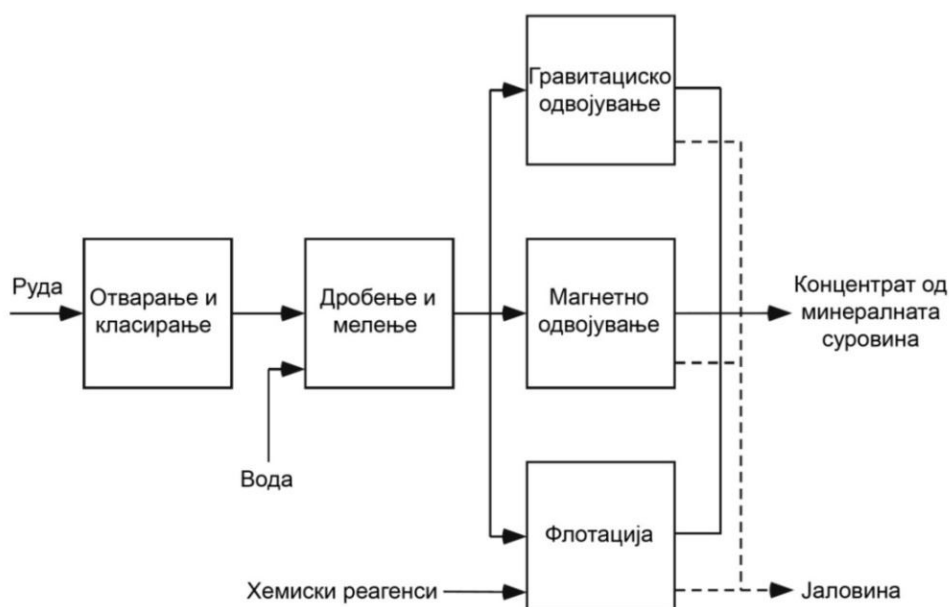 Гравитациско
одвојување
Руда
Отварање и
класирање
Дробење и
мелење
Магнетно
одвојување
Концентрат од
минералната
суровина
Вода
Флотација
Хемиски реагенси
Јаловина